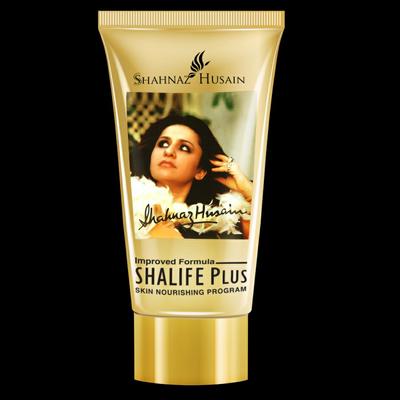 SHAHNAZ HUSAIN
Shahnaz Husain
Improved Formula
SHALIFE PLUS
SKIN NOURISHING PROGRAM